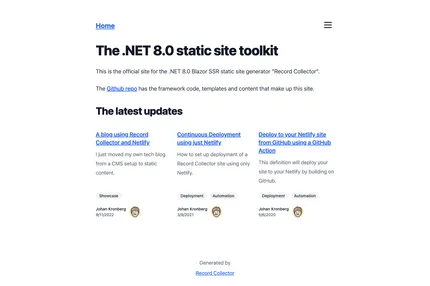 Home
The .NET 8.0 static site toolkit
This is the official site for the .NET 8.0 Blazor SSR static site generator "Record Collector".
The Github repo has the framework code, templates and content that make up this site.
The latest updates
A blog using Record
Collector and Netlify
I just moved my own tech blog
from a CMS setup to static
content.
Showcase
Johan Kronberg
8/11/2022
Continuous Deployment
using just Netlify
How to set up deployment of a
Record Collector site using only
Netlify.
Deployment Automation
Johan Kronberg
3/9/2021
Deploy to your Netlify site
from GitHub using a GitHub
Action
This definition will deploy your
site to your Netlify by building on
GitHub.
Deployment Automation
Johan Kronberg
5/8/2020
Generated by
Record Collector